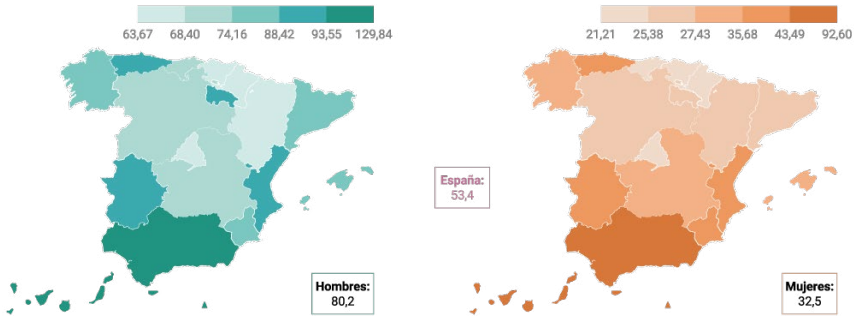 63,67 68,40 74,16 88,42 93,55 129,84
21,21 25,38 27,43 35,68 43,49 92,60
España:
53,4
Hombres:
80,2
Mujeres:
32,5